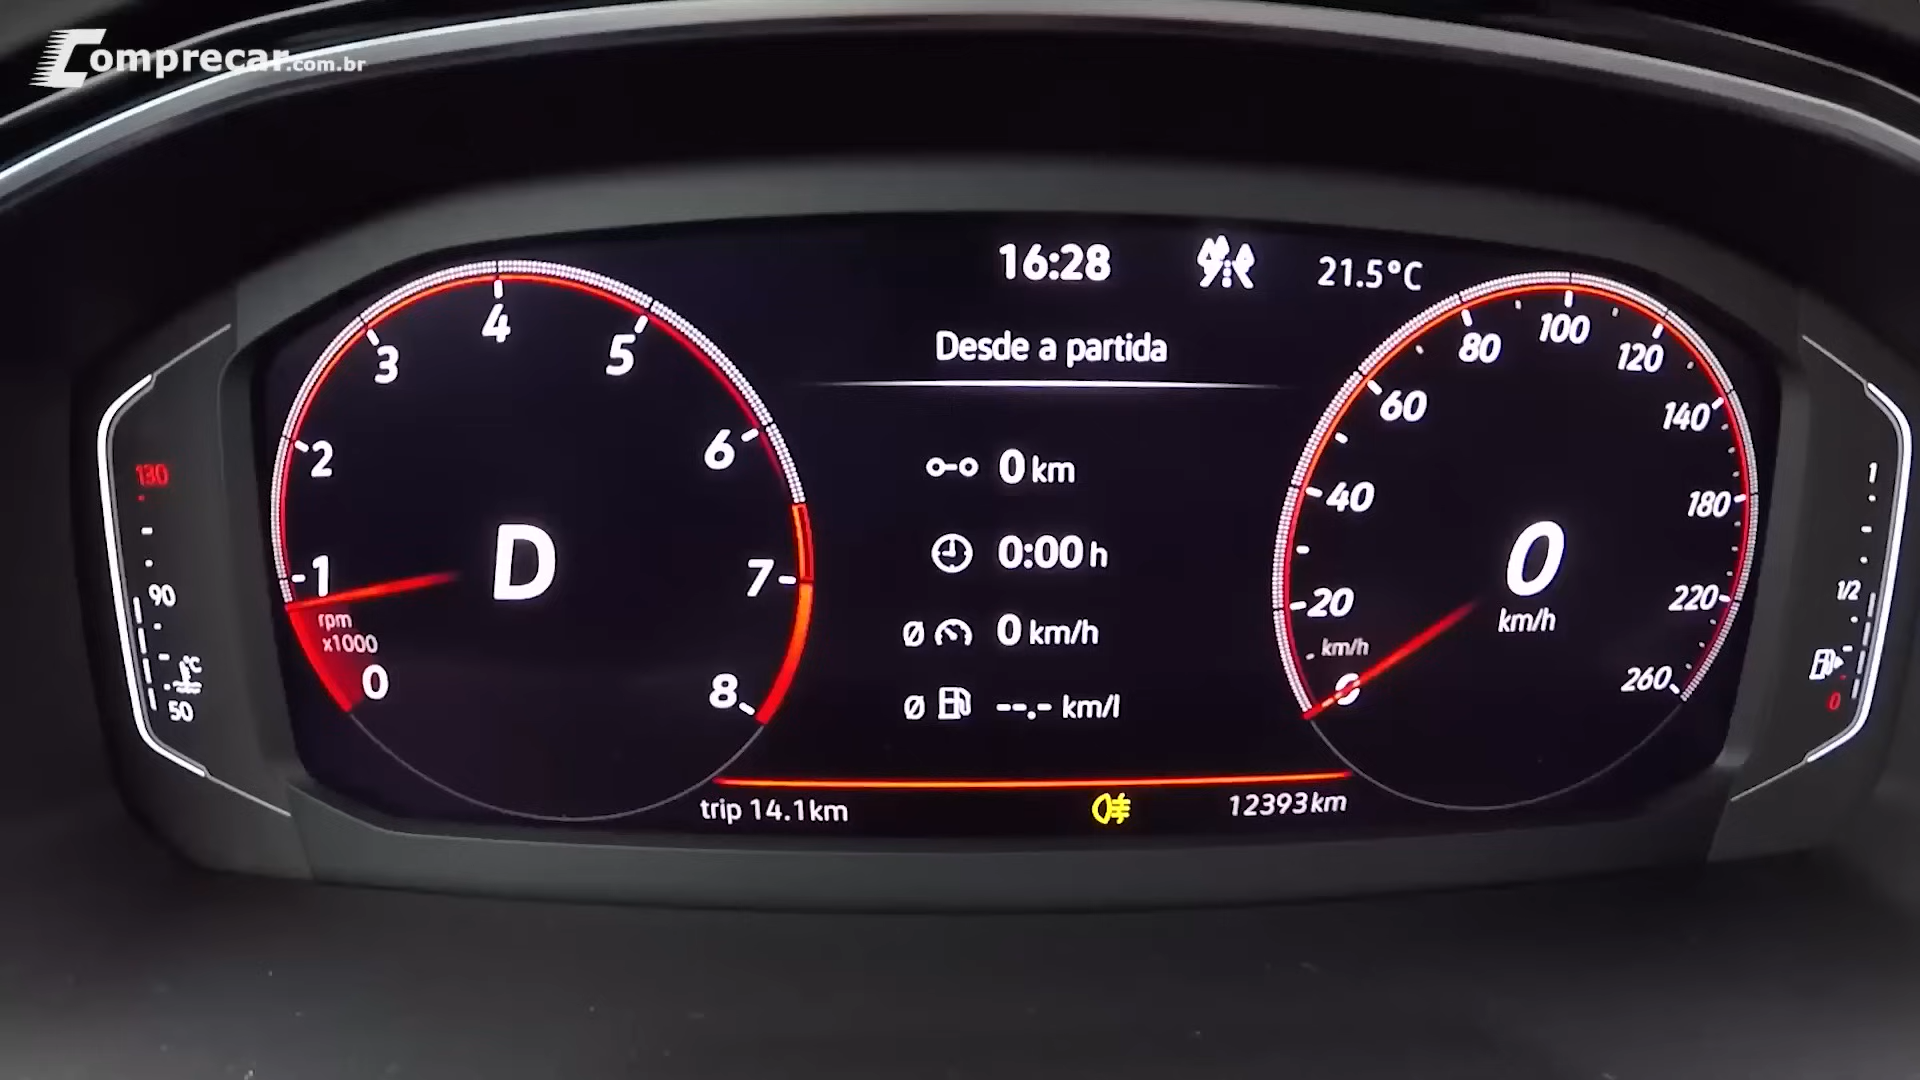 Comprecar.com.br
16:28
21.5°C
Desde a partida
0 km
0:00 h
Ø 0 km/h
Ø --.- km/l
trip 14.1km
12393km
0
1
2
3
4
5
6
7
8
rpm
x1000
D
0
20
40
60
80
100
120
140
180
220
260
km/h
0
km/h
130
90
50
°C
1
1/2
0